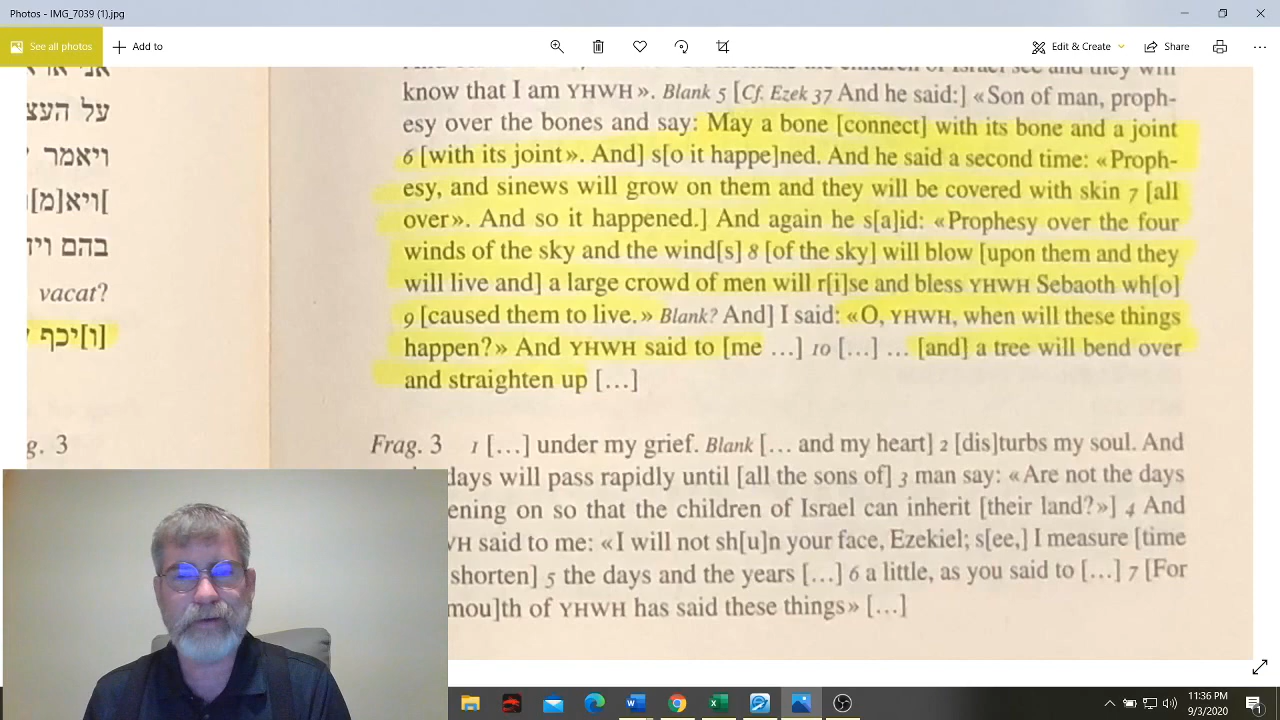 Photos - IMG_7039 (1).jpg
See all photos
Add to
Edit & Create
Share
of Israel see and they will
know that I am YHWH ». Blank 5 [Cf. Ezek 37 And he said:] «Son of man, proph-
esy over the bones and say: May a bone [connect] with its bone and a joint
6 [with its joint». And] s[o it happe]ned. And he said a second time: «Proph-
esy, and sinews will grow on them and they will be covered with skin 7 [all
over». And so it happened.] And again he s[a]id: «Prophesy over the four
winds of the sky and the wind[s] 8 [of the sky] will blow [upon them and they
will live and] a large crowd of men will r[i]se and bless YHWH Sebaoth wh[o]
9 [caused them to live.» Blank? And] I said: «O, YHWH, when will these things
happen?» And YHWH said to [me …] 10 […] … [and] a tree will bend over
and straighten up […]
על העצ
ויאמר
]ויא[מ]ר
בהם ויד
vacat?
[ו]יכף
g. 3
Frag. 3 1 […] under my grief. Blank [… and my heart] 2 [dis]turbs my soul. And
days will pass rapidly until [all the sons of] 3 man say: «Are not the days
ening on so that the children of Israel can inherit [their land?»] 4 And
VH said to me: «I will not sh[u]n your face, Ezekiel; s[ee,] I measure [time
shorten] 5 the days and the years […] 6 a little, as you said to […] 7 [For
mou]th of YHWH has said these things» […]
11:36 PM
9/3/2020